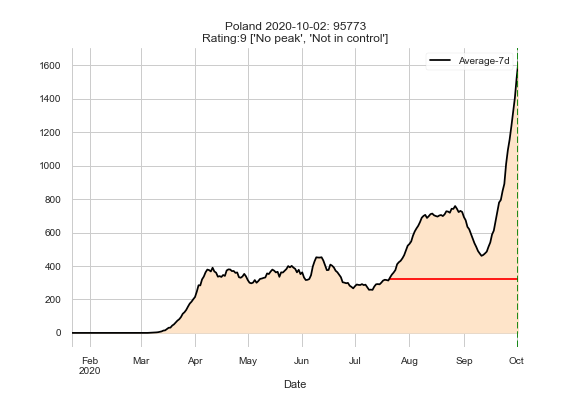 Poland 2020-10-02: 95773
Rating:9 ['No peak', 'Not in control']
Average-7d
1600
1400
1200
1000
800
600
400
200
0
Feb Mar Apr May Jun Jul Aug Sep Oct
2020
Date